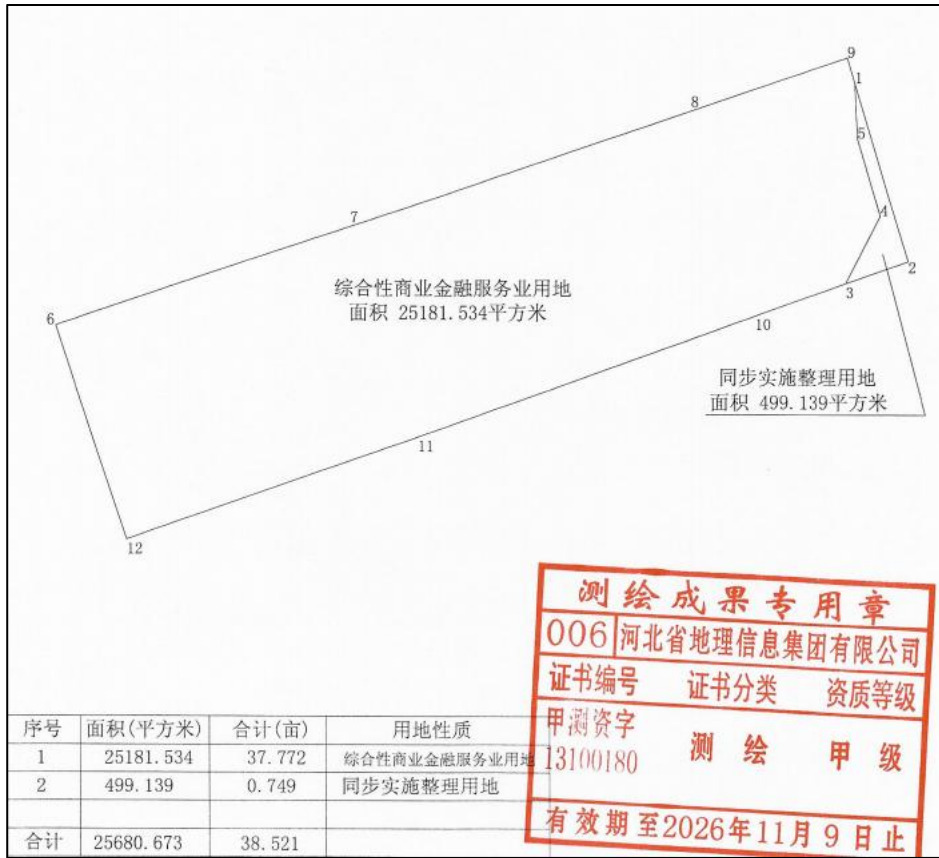 9
1
8
5
7
4
2
综合性商业金融服务业用地
3
面积 25181.534平方米
6
10
同步实施整理用地
面积 499.139平方米
11
12
测绘成果专用章
006 河北省地理信息集团有限公司
证书编号 证书分类 资质等级
甲测资字
13100180
测绘 甲级
有效期至2026年11月9日止
序号 面积(平方米) 合计(亩) 用地性质
1 25181.534 37.772 综合性商业金融服务业用地
2 499.139 0.749 同步实施整理用地
合计 25680.673 38.521